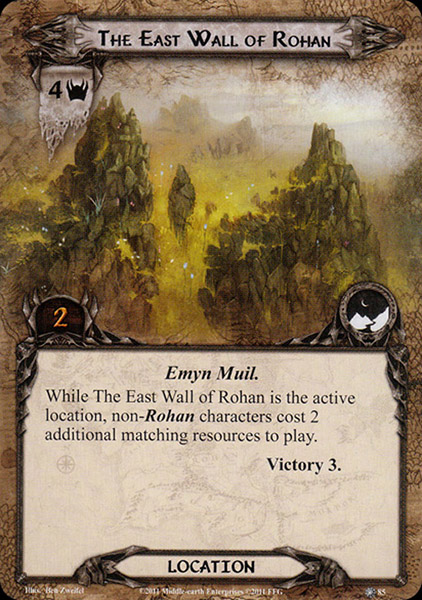 The East Wall of Rohan
4
2
Emyn Muil.
While The East Wall of Rohan is the active
location, non-Rohan characters cost 2
additional matching resources to play.
Victory 3.
Location
Illus. Ben Zweifel ©2011 Middle-earth Enterprises ©2011 FFG 85